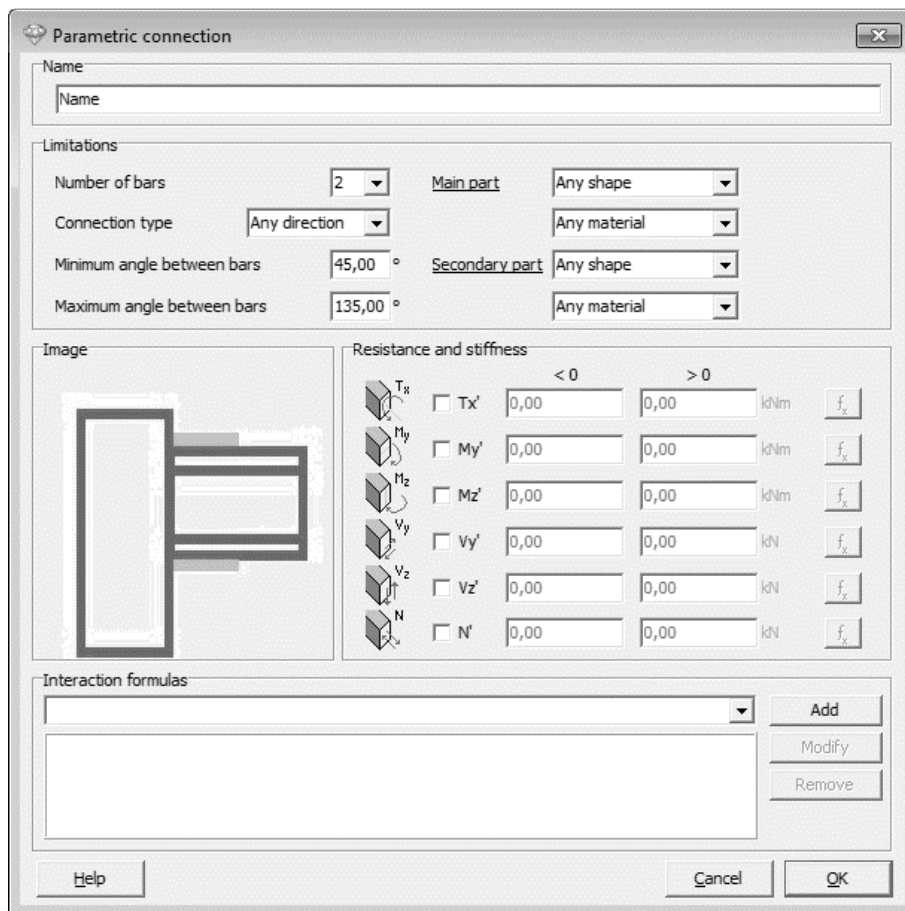 Parametric connection
Name
Name
Limitations
Number of bars 2 Main part Any shape
Connection type Any direction Any material
Minimum angle between bars 45,00 ° Secondary part Any shape
Maximum angle between bars 135,00 ° Any material
Image
Resistance and stiffness
< 0 > 0
Tx Tx' 0,00 0,00 kNm fx
My My' 0,00 0,00 kNm fx
Mz Mz' 0,00 0,00 kNm fx
Vy Vy' 0,00 0,00 kN fx
Vz Vz' 0,00 0,00 kN fx
N N' 0,00 0,00 kN fx
Interaction formulas
Add
Modify
Remove
Help Cancel OK